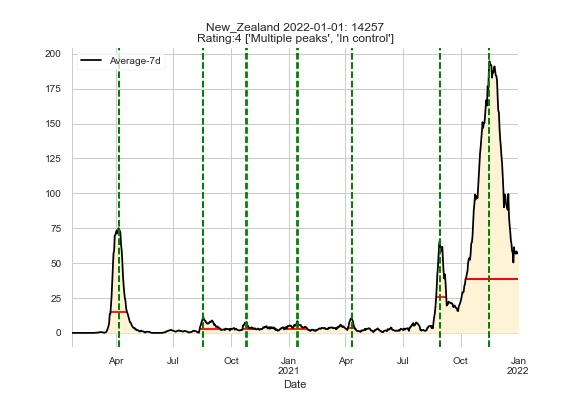 New_Zealand 2022-01-01: 14257
Rating:4 ['Multiple peaks', 'In control']
Average-7d
200
175
150
125
100
75
50
25
0
Apr Jul Oct Jan Apr Jul Oct Jan
2021 2022
Date